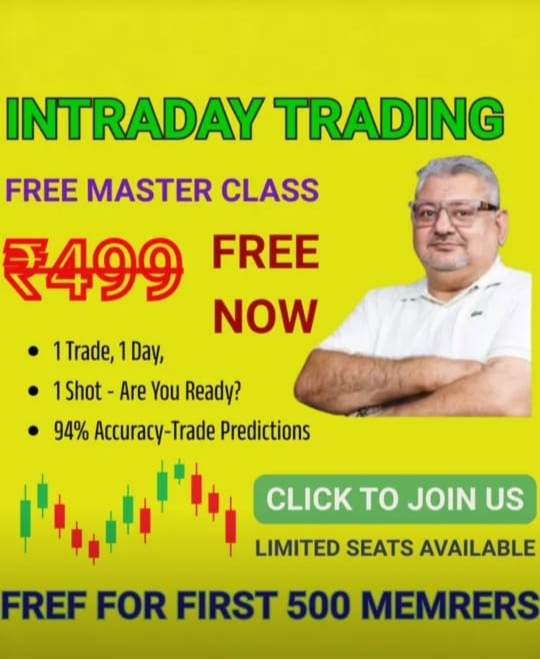 INTRADAY TRADING
FREE MASTER CLASS
₹499
FREE
NOW
• 1 Trade, 1 Day,
• 1 Shot - Are You Ready?
• 94% Accuracy-Trade Predictions
CLICK TO JOIN US
LIMITED SEATS AVAILABLE
FREF FOR FIRST 500 MEMRERS